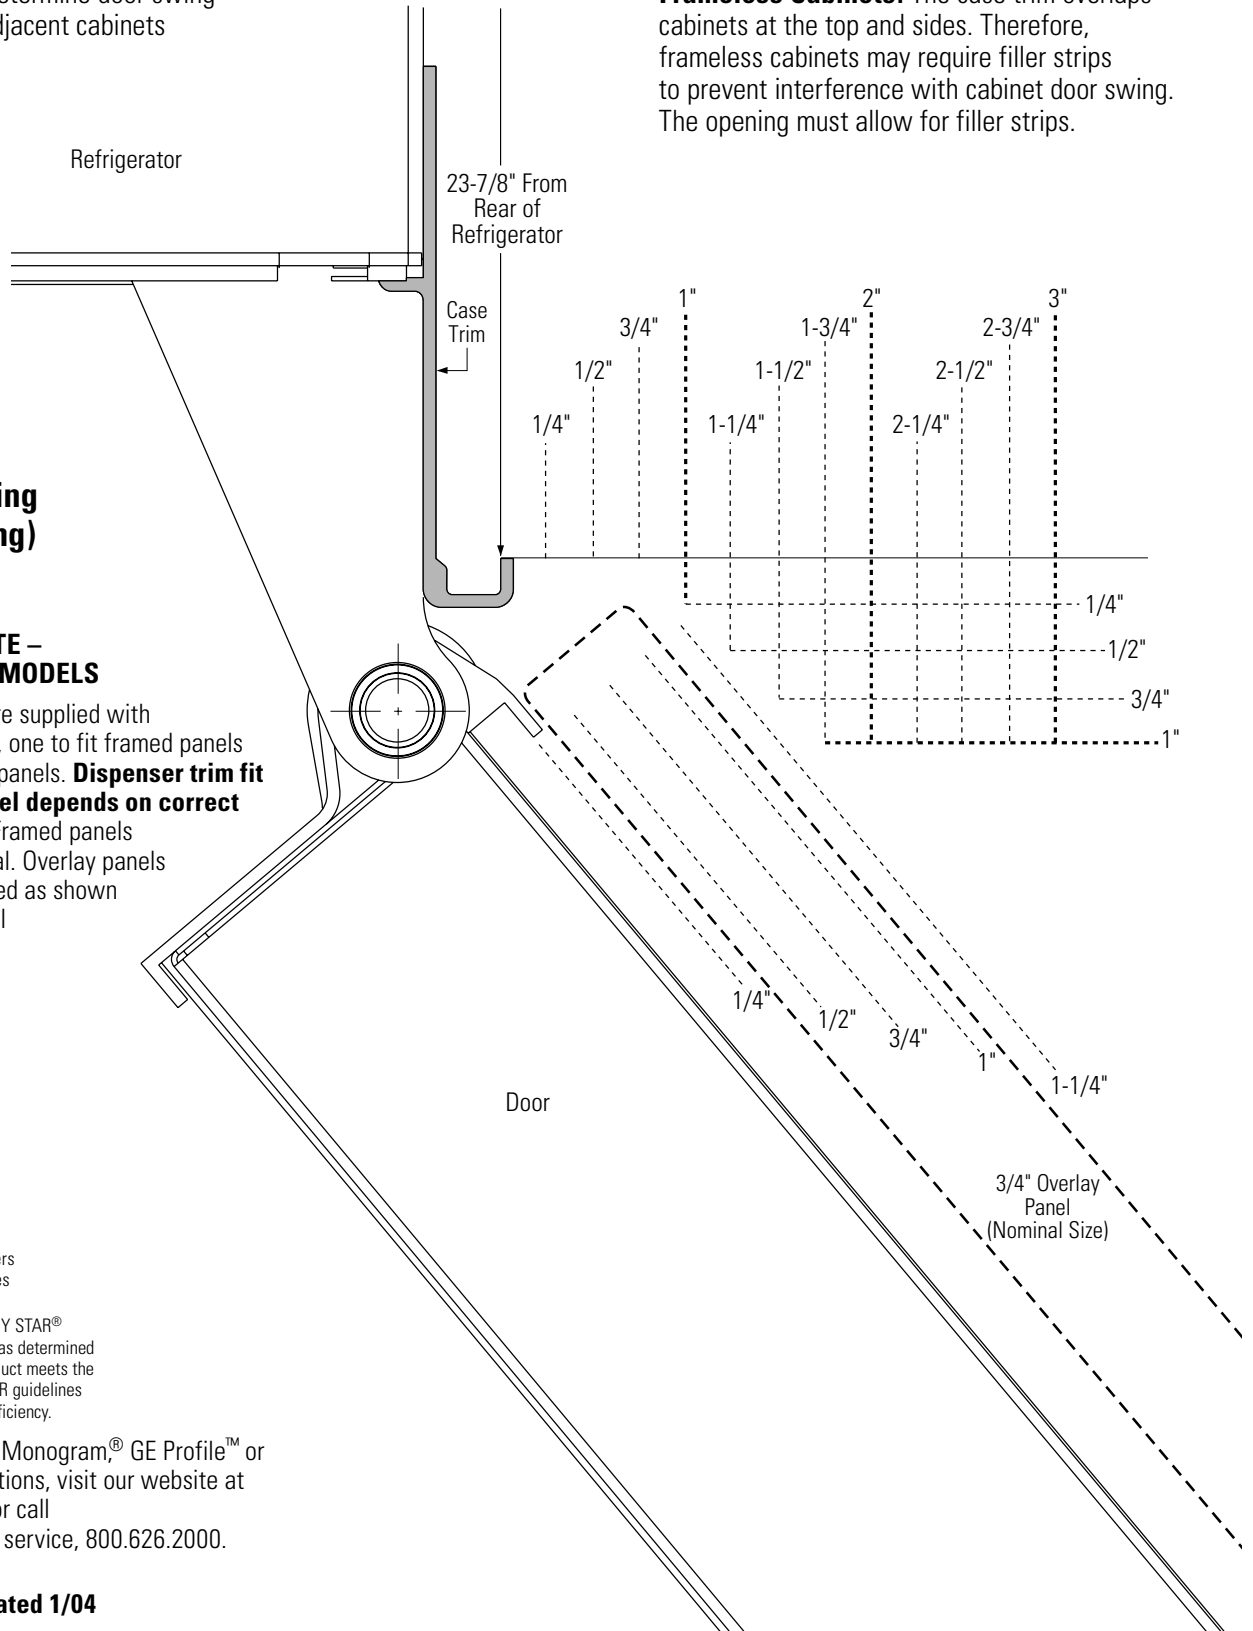 termine door swing
djacent cabinets
Frameless Cabinets: The case trim overlaps
cabinets at the top and sides. Therefore,
frameless cabinets may require filler strips
to prevent interference with cabinet door swing.
The opening must allow for filler strips.
Refrigerator
23-7/8" From
Rear of
Refrigerator
Case
Trim
1/4"
1/2"
3/4"
1"
1-1/4"
1-1/2"
1-3/4"
2"
2-1/4"
2-1/2"
2-3/4"
3"
1/4"
1/2"
3/4"
1"
ing
ng)
TE –
MODELS
re supplied with
, one to fit framed panels
panels. Dispenser trim fit
el depends on correct
Framed panels
al. Overlay panels
ed as shown
l
1/4"
1/2"
3/4"
1"
1-1/4"
Door
3/4" Overlay
Panel
(Nominal Size)
ers
es
Y STAR®
as determined
uct meets the
R guidelines
ficiency.
Monogram,® GE Profile™ or
tions, visit our website at
or call
service, 800.626.2000.
ated 1/04